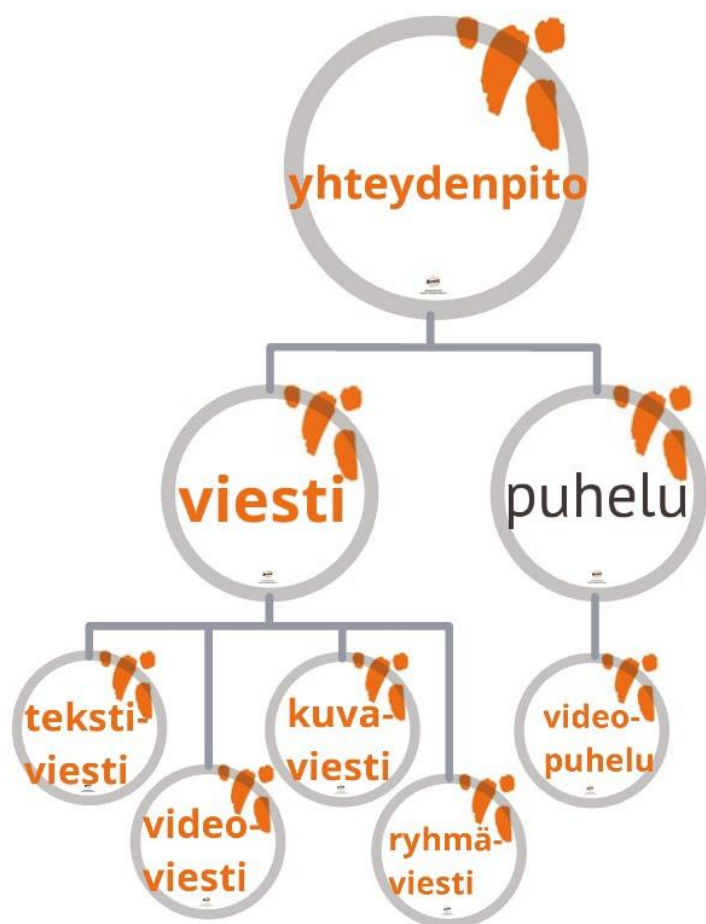 yhteydenpito
viesti
puhelu
teksti-
viesti
kuva-
viesti
video-
puhelu
video-
viesti
ryhmä-
viesti